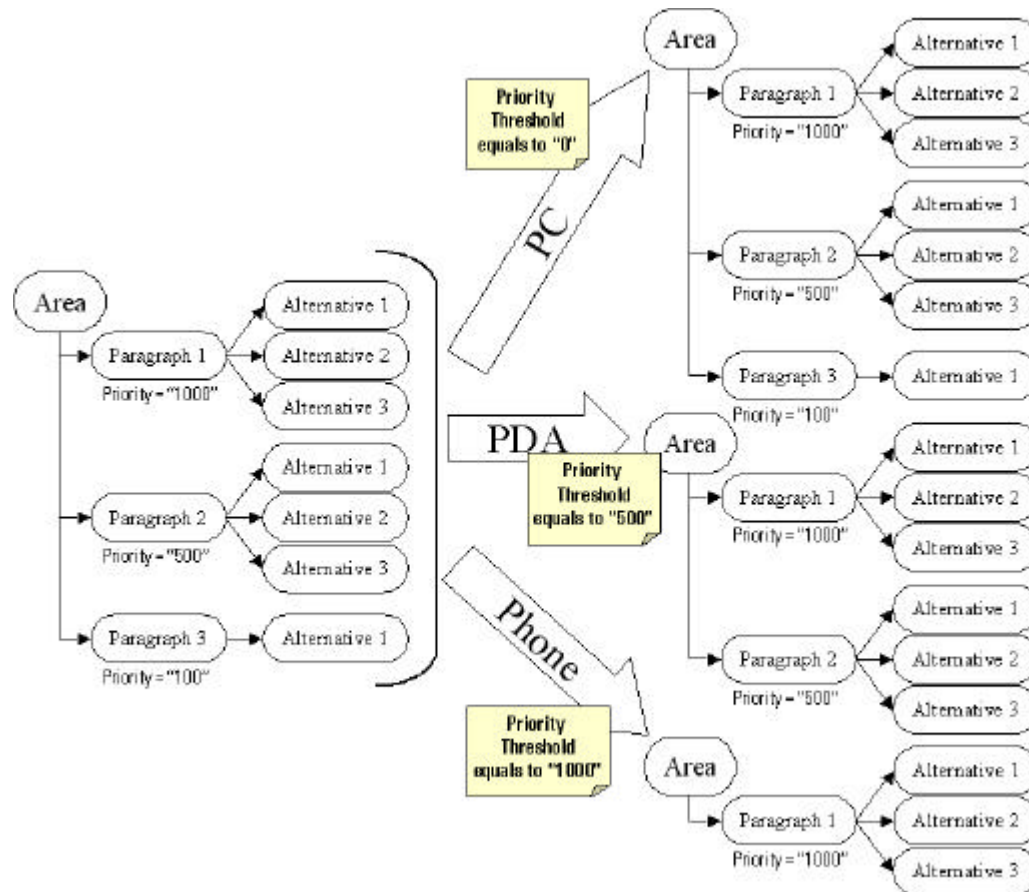 Area
Paragraph 1
Priority = "1000"
Alternative 1
Alternative 2
Alternative 3
Paragraph 2
Priority = "500"
Alternative 1
Alternative 2
Alternative 3
Paragraph 3
Priority = "100"
Alternative 1
PC
Priority
Threshold
equals to "0"
Area
Paragraph 1
Priority = "1000"
Alternative 1
Alternative 2
Alternative 3
Paragraph 2
Priority = "500"
Alternative 1
Alternative 2
Alternative 3
Paragraph 3
Priority = "100"
Alternative 1
PDA
Priority
Threshold
equals to "500"
Area
Paragraph 1
Priority = "1000"
Alternative 1
Alternative 2
Alternative 3
Paragraph 2
Priority = "500"
Alternative 1
Alternative 2
Alternative 3
Phone
Priority
Threshold
equals to "1000"
Area
Paragraph 1
Priority = "1000"
Alternative 1
Alternative 2
Alternative 3